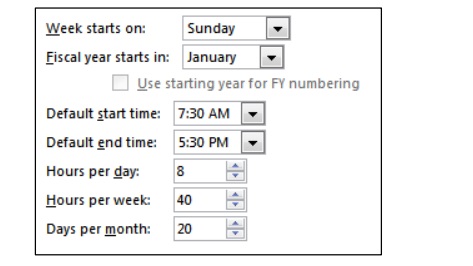 Week starts on: Sunday
Fiscal year starts in: January
Use starting year for FY numbering
Default start time: 7:30 AM
Default end time: 5:30 PM
Hours per day: 8
Hours per week: 40
Days per month: 20